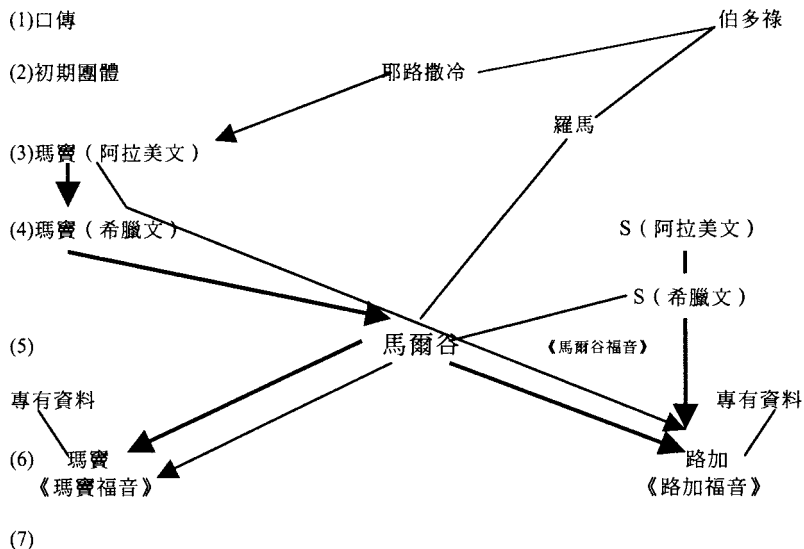 (1)口傳 伯多祿
(2)初期團體 耶路撒冷
羅馬
(3)瑪竇（阿拉美文）
(4)瑪竇（希臘文） S（阿拉美文）
S（希臘文）
(5) 馬爾谷 《馬爾谷福音》
專有資料 專有資料
(6) 瑪竇 路加
《瑪竇福音》 《路加福音》
(7)